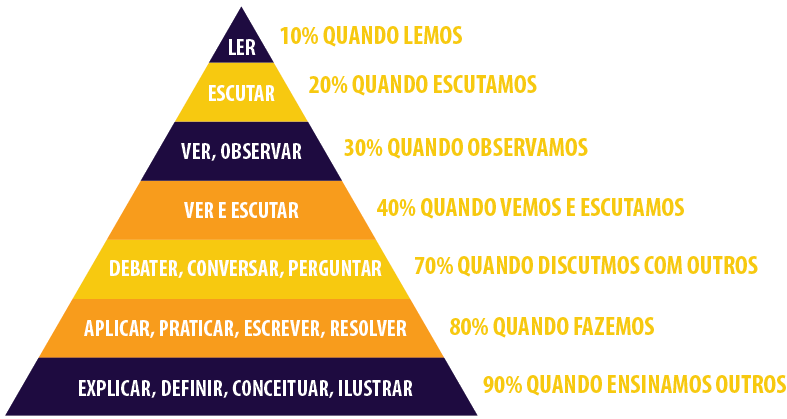 LER
10% QUANDO LEMOS
ESCUTAR
20% QUANDO ESCUTAMOS
VER, OBSERVAR
30% QUANDO OBSERVAMOS
VER E ESCUTAR
40% QUANDO VEMOS E ESCUTAMOS
DEBATER, CONVERSAR, PERGUNTAR
70% QUANDO DISCUTMOS COM OUTROS
APLICAR, PRATICAR, ESCREVER, RESOLVER
80% QUANDO FAZEMOS
EXPLICAR, DEFINIR, CONCEITUAR, ILUSTRAR
90% QUANDO ENSINAMOS OUTROS